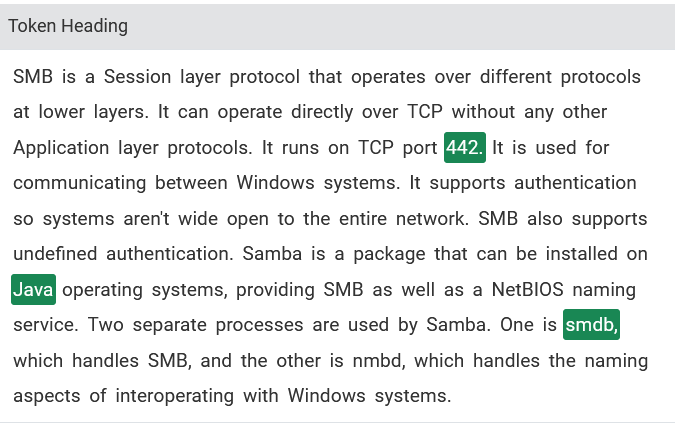 Token Heading
SMB is a Session layer protocol that operates over different protocols
at lower layers. It can operate directly over TCP without any other
Application layer protocols. It runs on TCP port 442. It is used for
communicating between Windows systems. It supports authentication
so systems aren't wide open to the entire network. SMB also supports
undefined authentication. Samba is a package that can be installed on
Java operating systems, providing SMB as well as a NetBIOS naming
service. Two separate processes are used by Samba. One is smdb,
which handles SMB, and the other is nmbd, which handles the naming
aspects of interoperating with Windows systems.